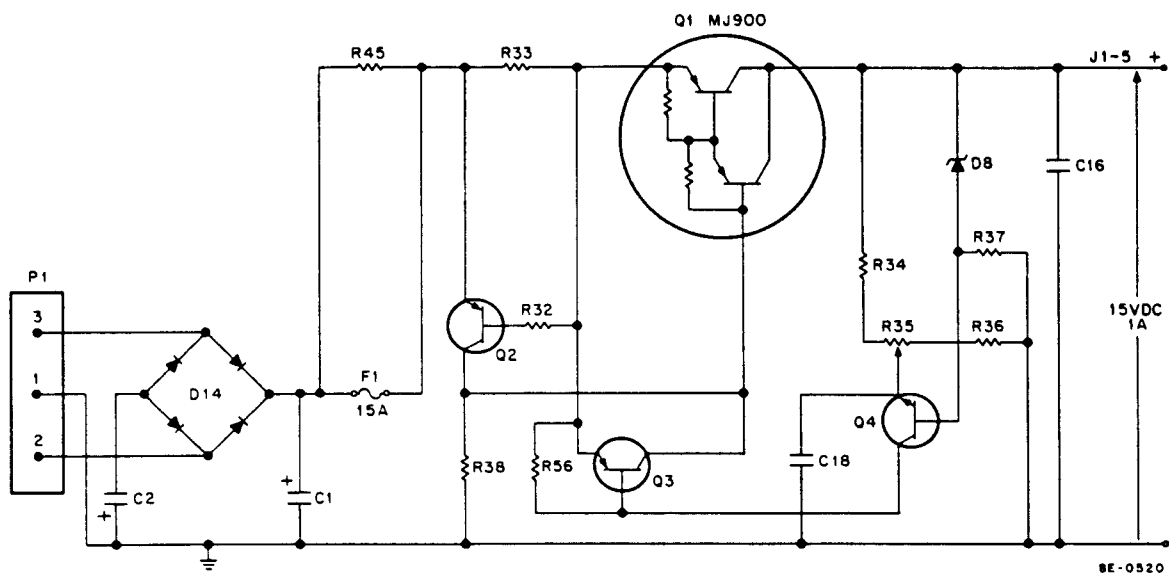 Q1 MJ900
R45
R33
J1-5 +
D8
C16
R37
R34
P1
3
R32
15VDC
1A
R35
R36
Q2
1
D14
F1
15A
Q4
2
R38
R56
Q3
C18
+
C2
+
C1
8E-0520